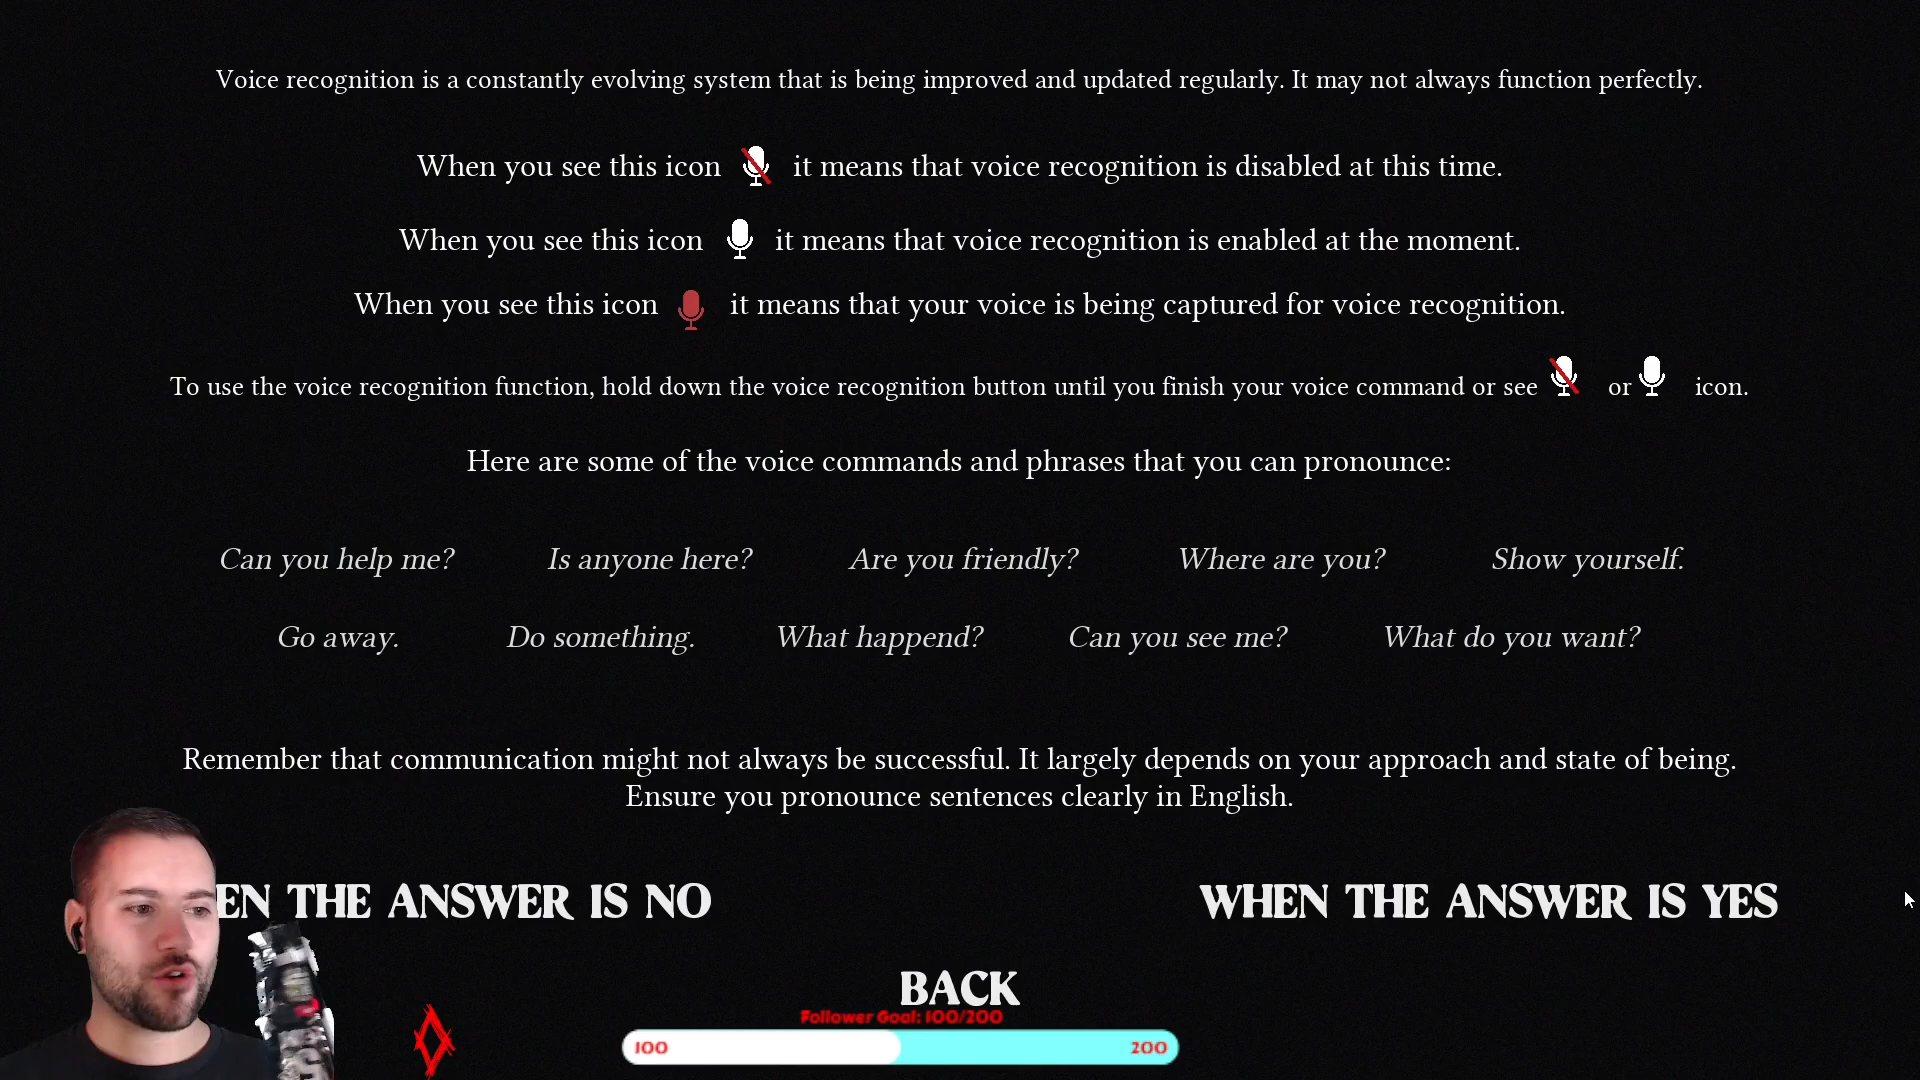 Voice recognition is a constantly evolving system that is being improved and updated regularly. It may not always function perfectly.
When you see this icon it means that voice recognition is disabled at this time.
When you see this icon it means that voice recognition is enabled at the moment.
When you see this icon it means that your voice is being captured for voice recognition.
To use the voice recognition function, hold down the voice recognition button until you finish your voice command or see or icon.
Here are some of the voice commands and phrases that you can pronounce:
Can you help me? Is anyone here? Are you friendly? Where are you? Show yourself.
Go away. Do something. What happend? Can you see me? What do you want?
Remember that communication might not always be successful. It largely depends on your approach and state of being.
Ensure you pronounce sentences clearly in English.
EN THE ANSWER IS NO WHEN THE ANSWER IS YES
BACK
Follower Goal: 100/200
100 200